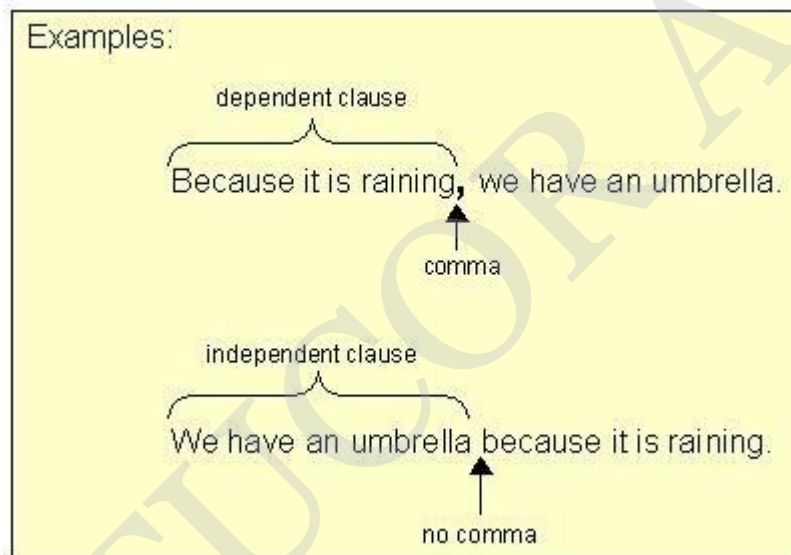 Examples:
dependent clause
Because it is raining, we have an umbrella.
comma
independent clause
We have an umbrella because it is raining.
no comma